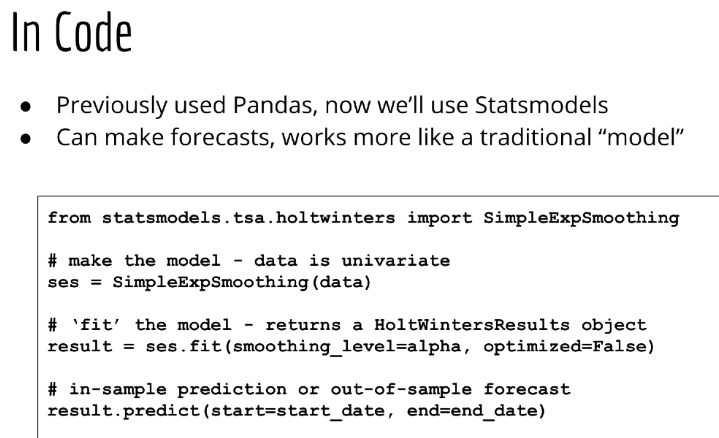 In Code
● Previously used Pandas, now we’ll use Statsmodels
● Can make forecasts, works more like a traditional “model”
from statsmodels.tsa.holtwinters import SimpleExpSmoothing
# make the model - data is univariate
ses = SimpleExpSmoothing(data)
# ‘fit’ the model - returns a HoltWintersResults object
result = ses.fit(smoothing_level=alpha, optimized=False)
# in-sample prediction or out-of-sample forecast
result.predict(start=start_date, end=end_date)